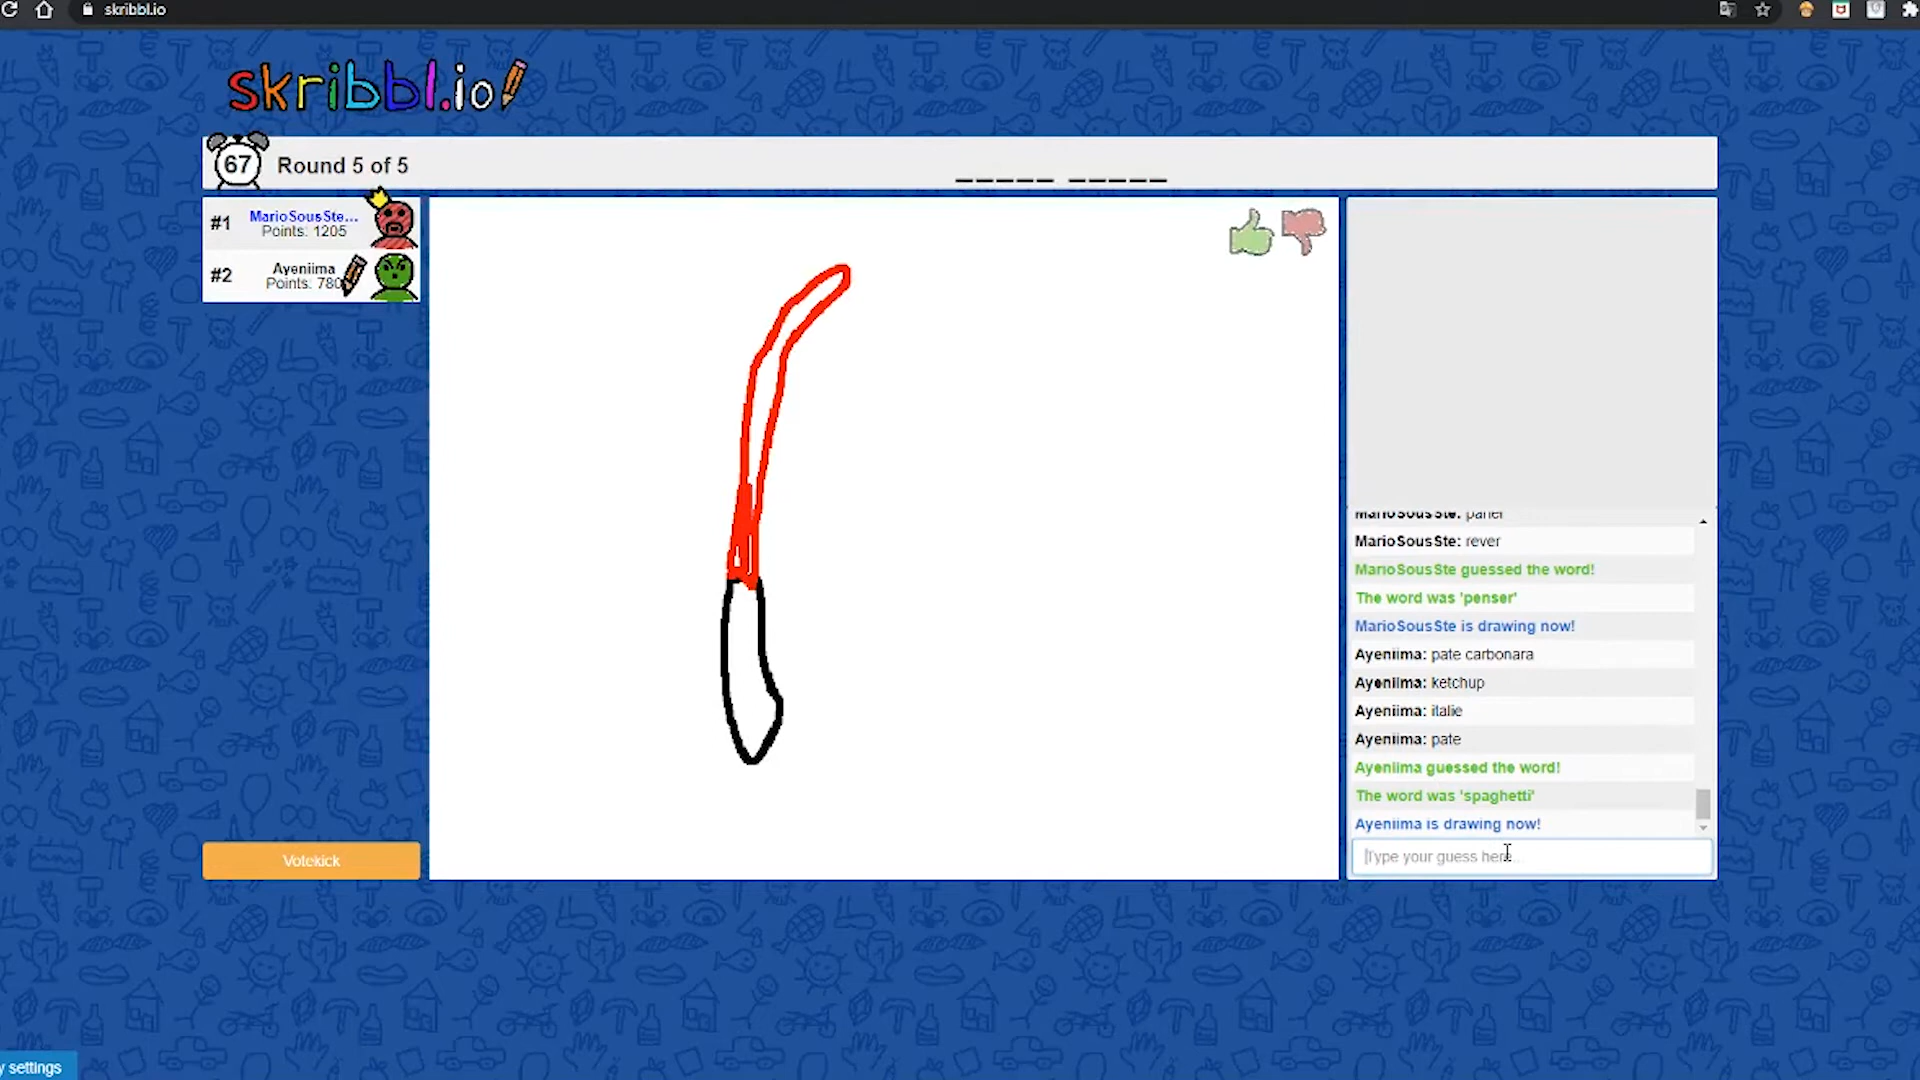 skribbl.io
skribbl.io
67
Round 5 of 5
_____ _____
#1
MarioSousSte...
Points: 1205
#2
Ayeniima
Points: 780
Votekick
MarioSousSte: rever
MarioSousSte guessed the word!
The word was 'penser'
MarioSousSte is drawing now!
Ayeniima: pate carbonara
Ayeniima: ketchup
Ayeniima: italie
Ayeniima: pate
Ayeniima guessed the word!
The word was 'spaghetti'
Ayeniima is drawing now!
Type your guess here...
y settings